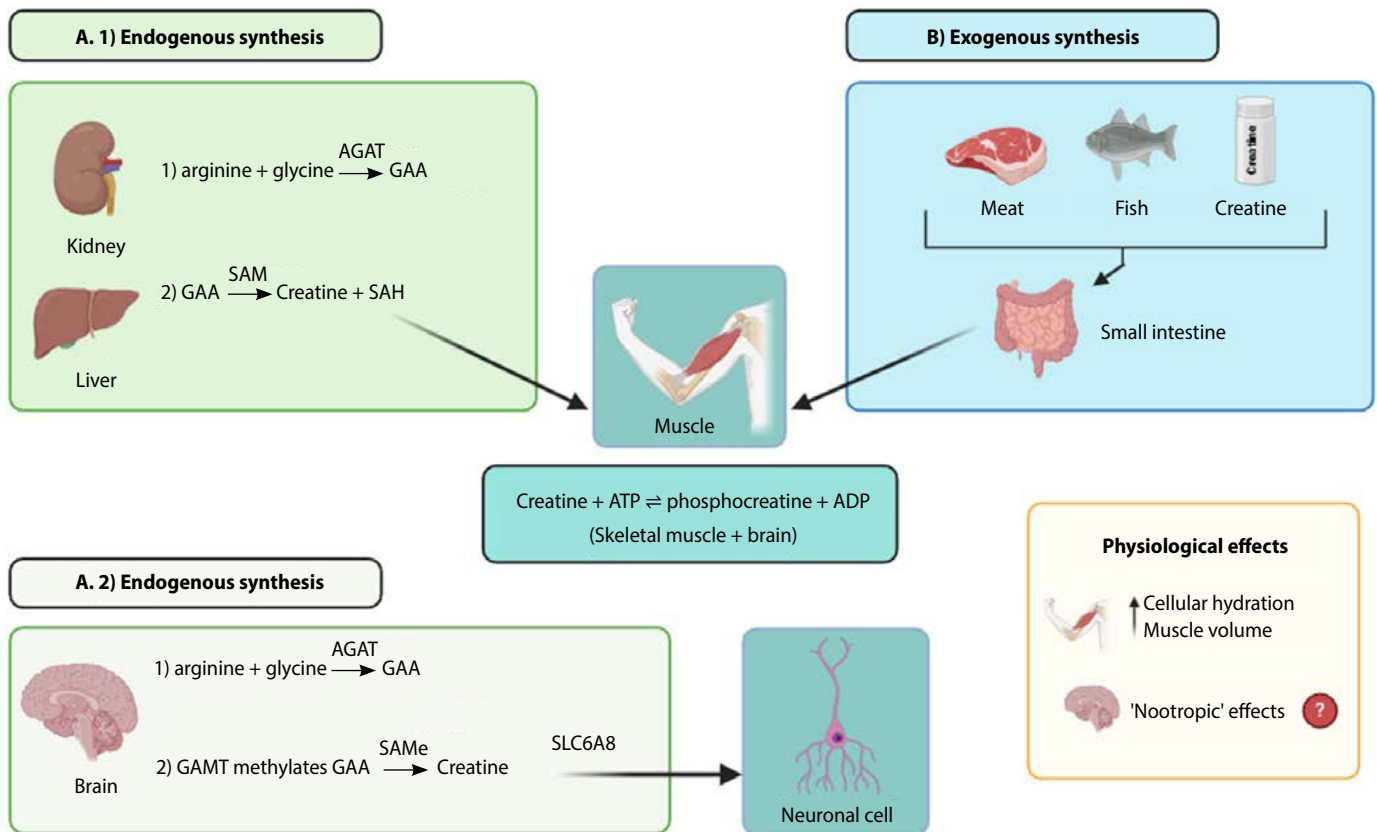 A. 1) Endogenous synthesis
1) arginine + glycine AGAT → GAA
Kidney
2) GAA SAM → Creatine + SAH
Liver
B) Exogenous synthesis
Creatine
Meat
Fish
Creatine
Small intestine
Muscle
Creatine + ATP ⇌ phosphocreatine + ADP
(Skeletal muscle + brain)
A. 2) Endogenous synthesis
1) arginine + glycine AGAT → GAA
2) GAMT methylates GAA SAMe → Creatine
SLC6A8
Brain
Neuronal cell
Physiological effects
Cellular hydration
Muscle volume
'Nootropic' effects ?